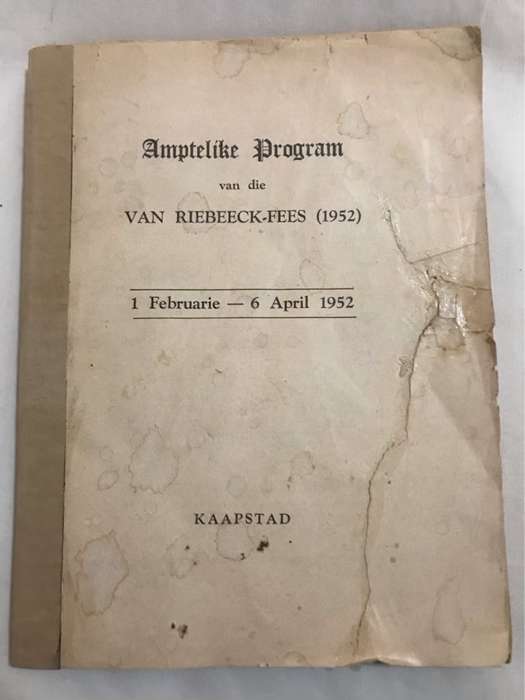 Amptelike Program
van die
VAN RIEBEECK-FEES (1952)
1 Februarie — 6 April 1952
KAAPSTAD